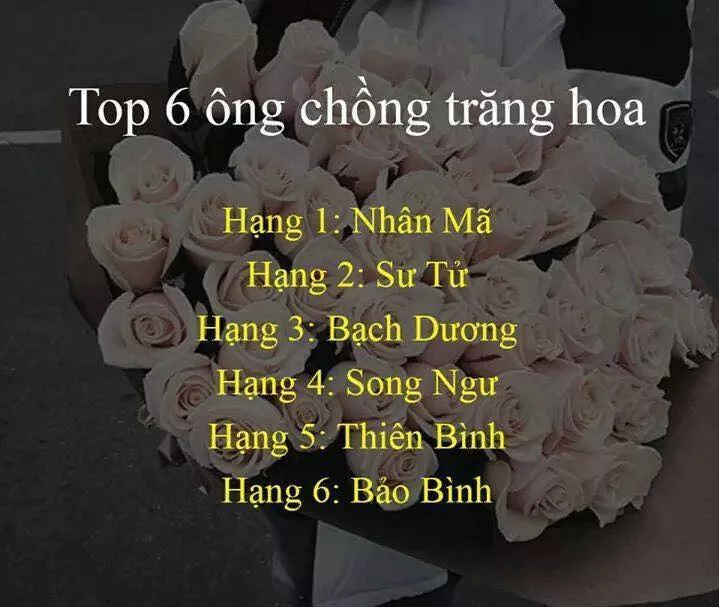 Top 6 ông chồng trăng hoa
Hạng 1: Nhân Mã
Hạng 2: Sư Tử
Hạng 3: Bạch Dương
Hạng 4: Song Ngư
Hạng 5: Thiên Bình
Hạng 6: Bảo Bình